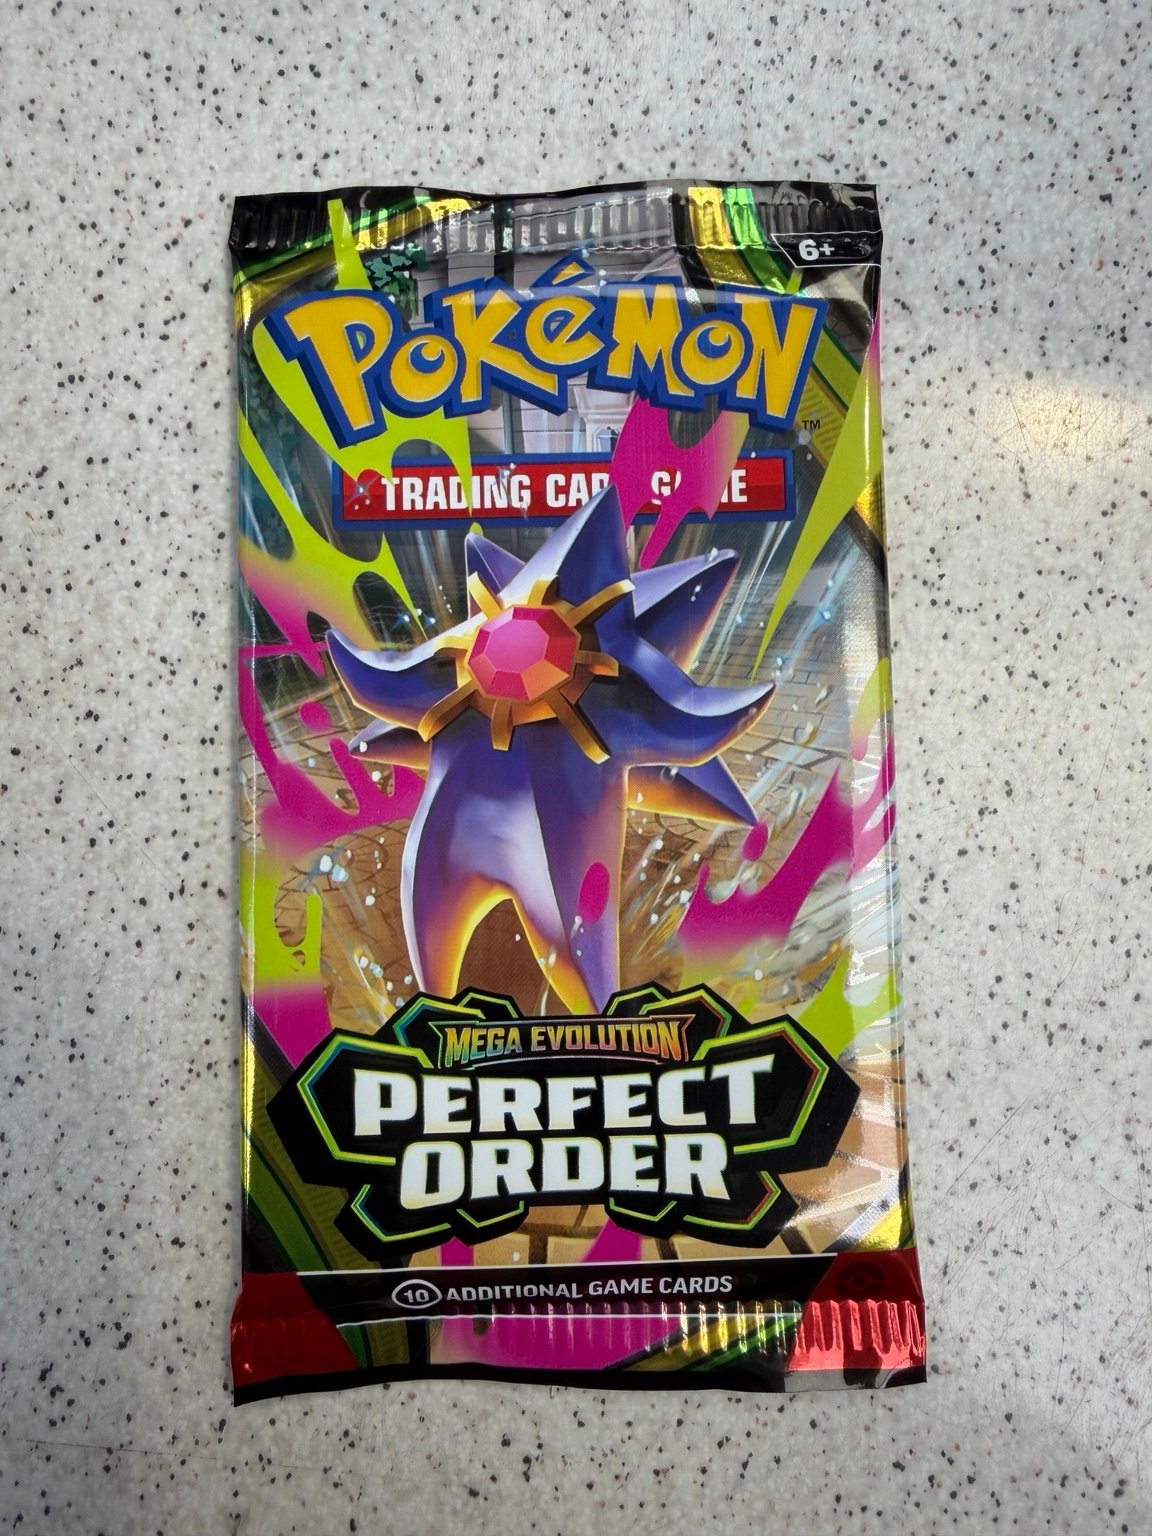 6+
POKéMON
TM
TRADING CARD GAME
MEGA EVOLUTION
PERFECT
ORDER
10 ADDITIONAL GAME CARDS